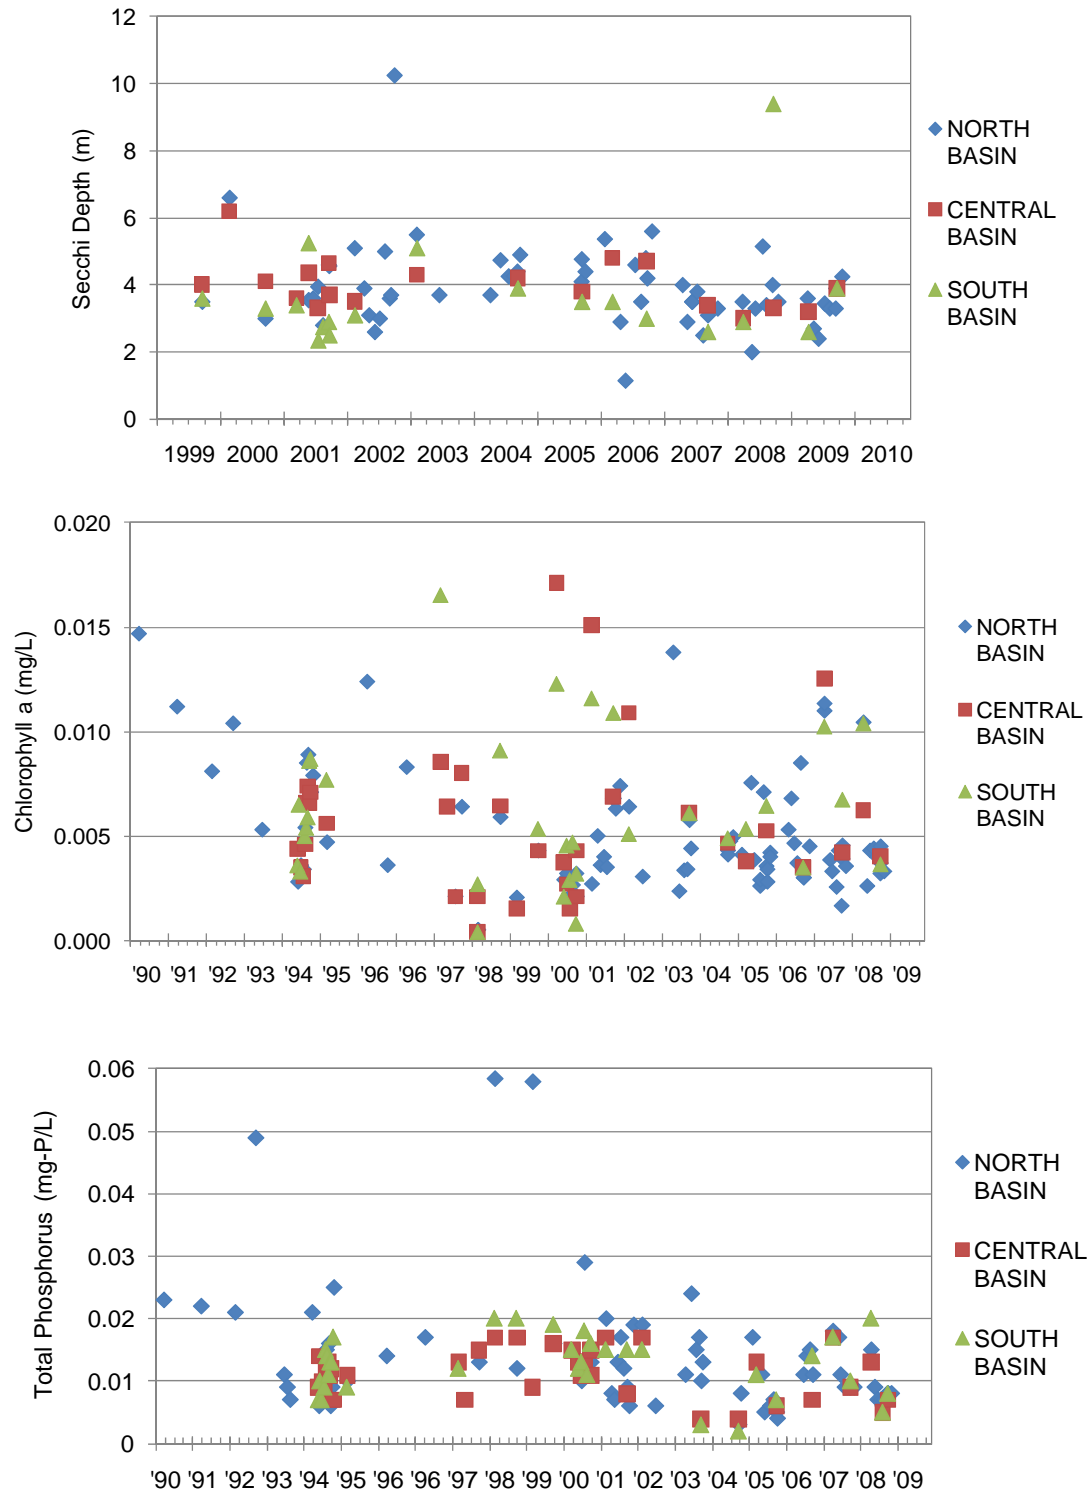 12
10
8
6
4
2
0
Secchi Depth (m)
1999 2000 2001 2002 2003 2004 2005 2006 2007 2008 2009 2010
NORTH
BASIN
CENTRAL
BASIN
SOUTH
BASIN
0.020
0.015
0.010
0.005
0.000
Chlorophyll a (mg/L)
'90 '91 '92 '93 '94 '95 '96 '96 '97 '98 '99 '00 '01 '02 '03 '04 '05 '06 '07 '08 '09
NORTH
BASIN
CENTRAL
BASIN
SOUTH
BASIN
0.06
0.05
0.04
0.03
0.02
0.01
0
Total Phosphorus (mg-P/L)
'90 '91 '92 '93 '94 '95 '96 '96 '97 '98 '99 '00 '01 '02 '03 '04 '05 '06 '07 '08 '09
NORTH
BASIN
CENTRAL
BASIN
SOUTH
BASIN